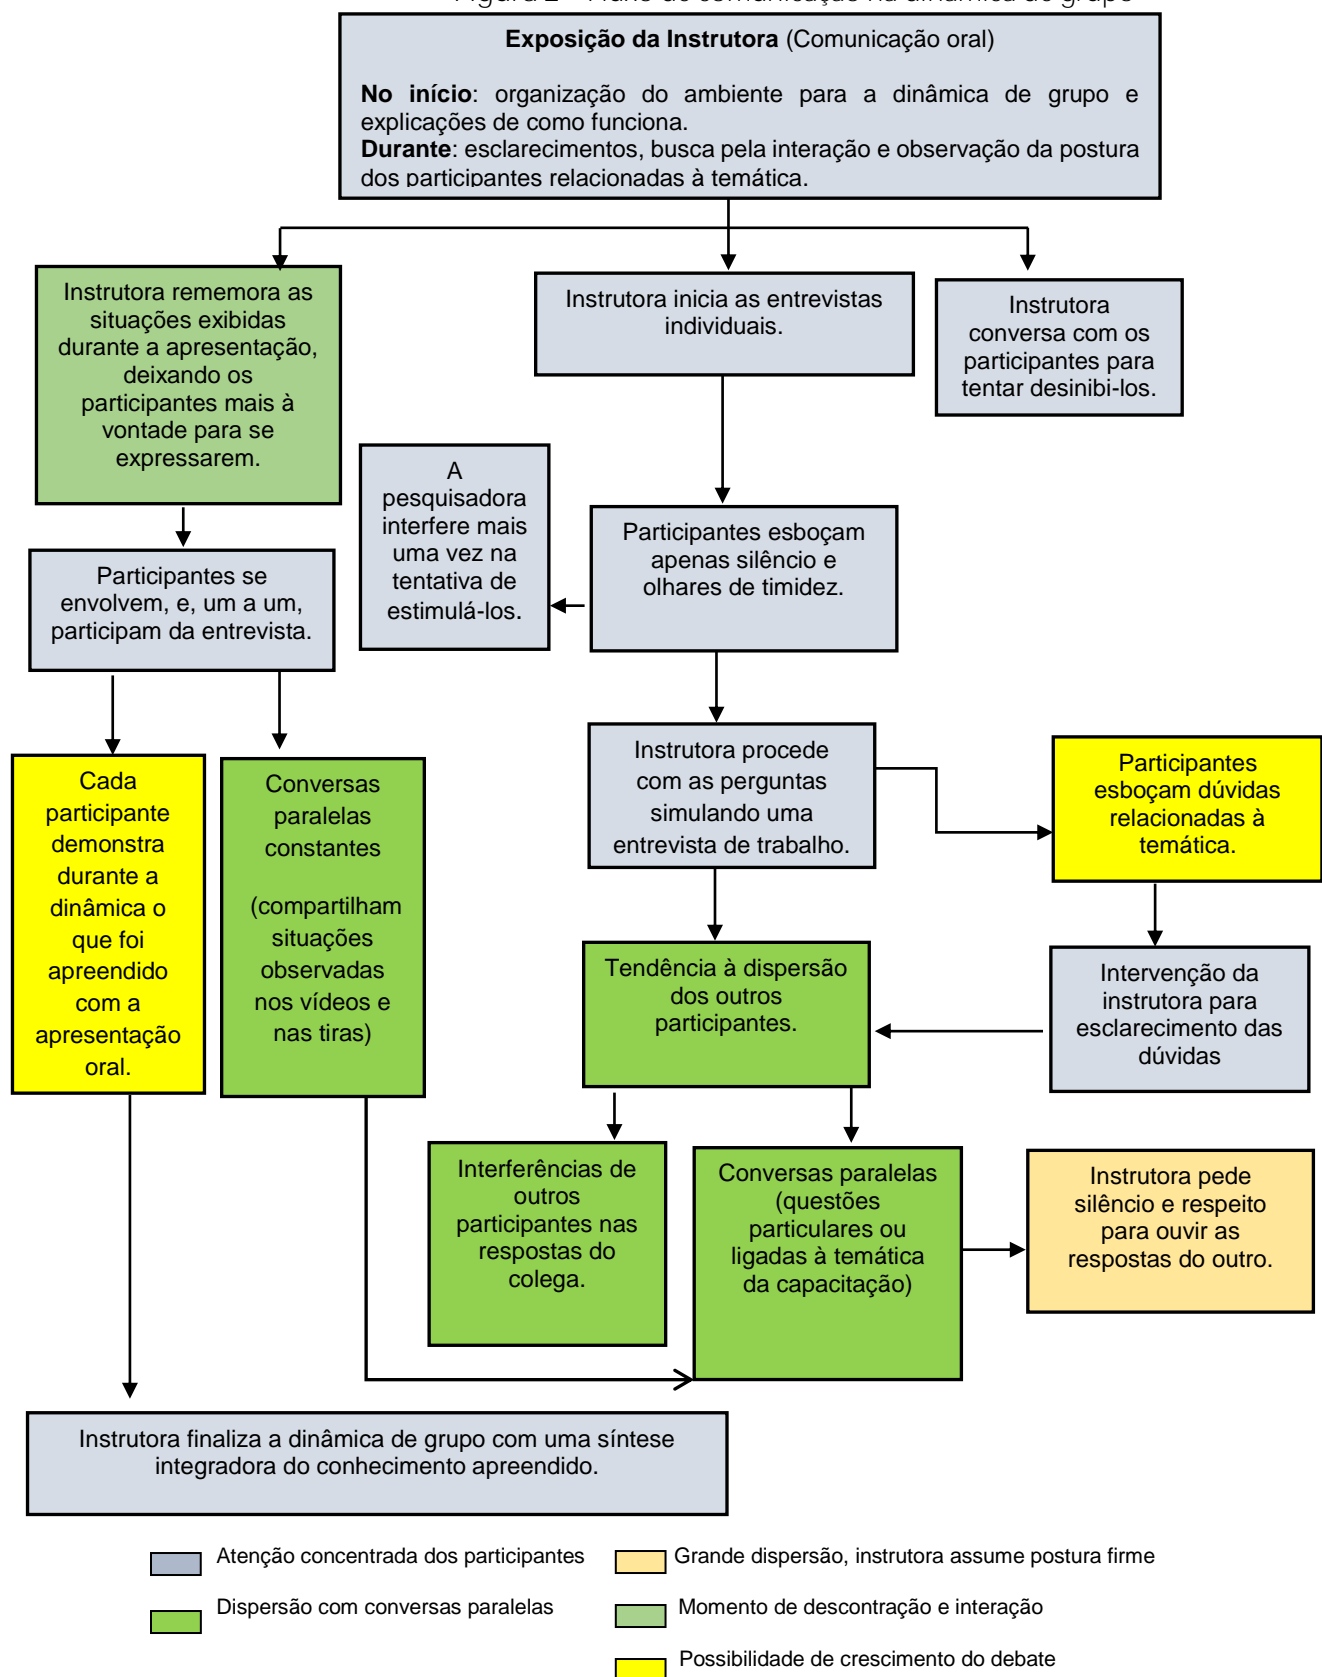 Figura 2 – Fluxo de comunicação na dinâmica de grupo
Exposição da Instrutora (Comunicação oral)
No início: organização do ambiente para a dinâmica de grupo e
explicações de como funciona.
Durante: esclarecimentos, busca pela interação e observação da postura
dos participantes relacionadas à temática.
Instrutora rememora as
situações exibidas
durante a apresentação,
deixando os
participantes mais à
vontade para se
expressarem.
Instrutora inicia as entrevistas
individuais.
Instrutora
conversa com os
participantes para
tentar desinibi-los.
A
pesquisadora
interfere mais
uma vez na
tentativa de
estimulá-los.
Participantes esboçam
apenas silêncio e
olhares de timidez.
Participantes se
envolvem, e, um a um,
participam da entrevista.
Cada
participante
demonstra
durante a
dinâmica o
que foi
apreendido
com a
apresentação
oral.
Conversas
paralelas
constantes
(compartilham
situações
observadas
nos vídeos e
nas tiras)
Instrutora procede
com as perguntas
simulando uma
entrevista de trabalho.
Participantes
esboçam dúvidas
relacionadas à
temática.
Tendência à dispersão
dos outros
participantes.
Intervenção da
instrutora para
esclarecimento das
dúvidas
Interferências de
outros
participantes nas
respostas do
colega.
Conversas paralelas
(questões
particulares ou
ligadas à temática
da capacitação)
Instrutora pede
silêncio e respeito
para ouvir as
respostas do outro.
Instrutora finaliza a dinâmica de grupo com uma síntese
integradora do conhecimento apreendido.
Atenção concentrada dos participantes
Grande dispersão, instrutora assume postura firme
Dispersão com conversas paralelas
Momento de descontração e interação
Possibilidade de crescimento do debate